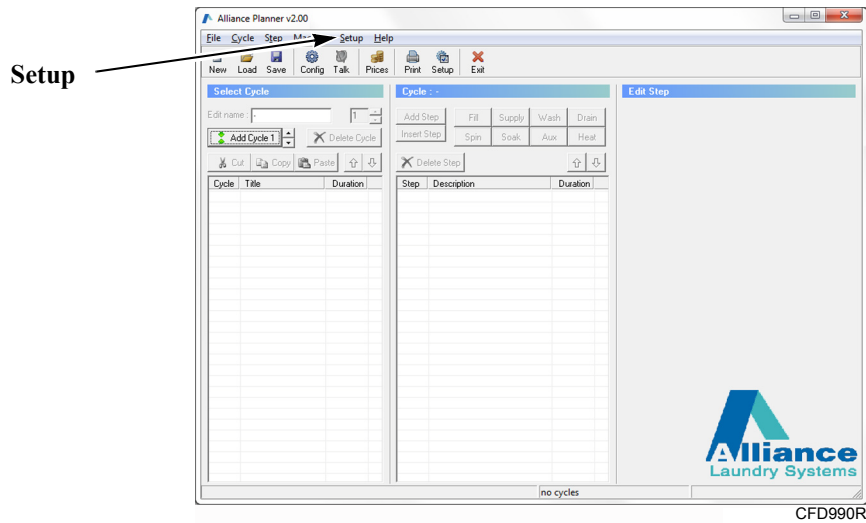 Alliance Planner v2.00
File Cycle Step Setup Help
New Load Save Config Talk Prices Print Setup Exit
Setup
Select Cycle Cycle : - Edit Step
Edit name : - 1
Add Step Fill Supply Wash Drain
Add Cycle 1 Delete Cycle
Insert Step Spin Soak Aux Heat
Cut Copy Paste Delete Step
Cycle Title Duration Step Description Duration
Alliance
Laundry Systems
no cycles
CFD990R